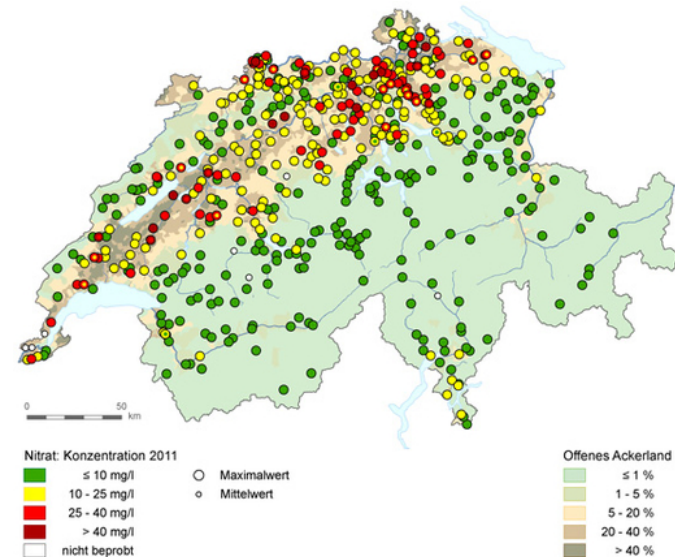 0 50
km
Nitrat: Konzentration 2011
≤ 10 mg/l
10 - 25 mg/l
25 - 40 mg/l
> 40 mg/l
nicht beprobt
Maximalwert
Mittelwert
Offenes Ackerland
≤ 1 %
1 - 5 %
5 - 20 %
20 - 40 %
> 40 %